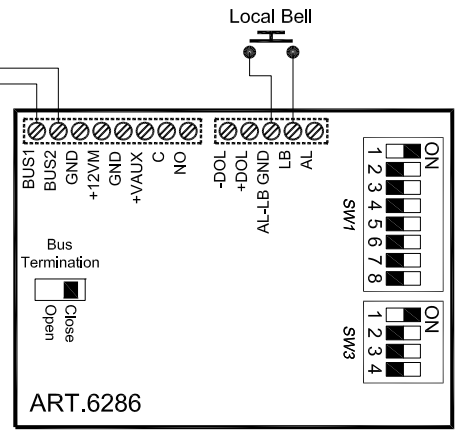 Local Bell
BUS1
BUS2
GND
+12VM
GND
+VAUX
C
NO
-DOL
+DOL
AL-LB GND
LB
AL
ON
1
2
3
4
5
6
7
8
SW1
Bus
Termination
Open
Close
ON
1
2
3
4
SW3
ART.6286